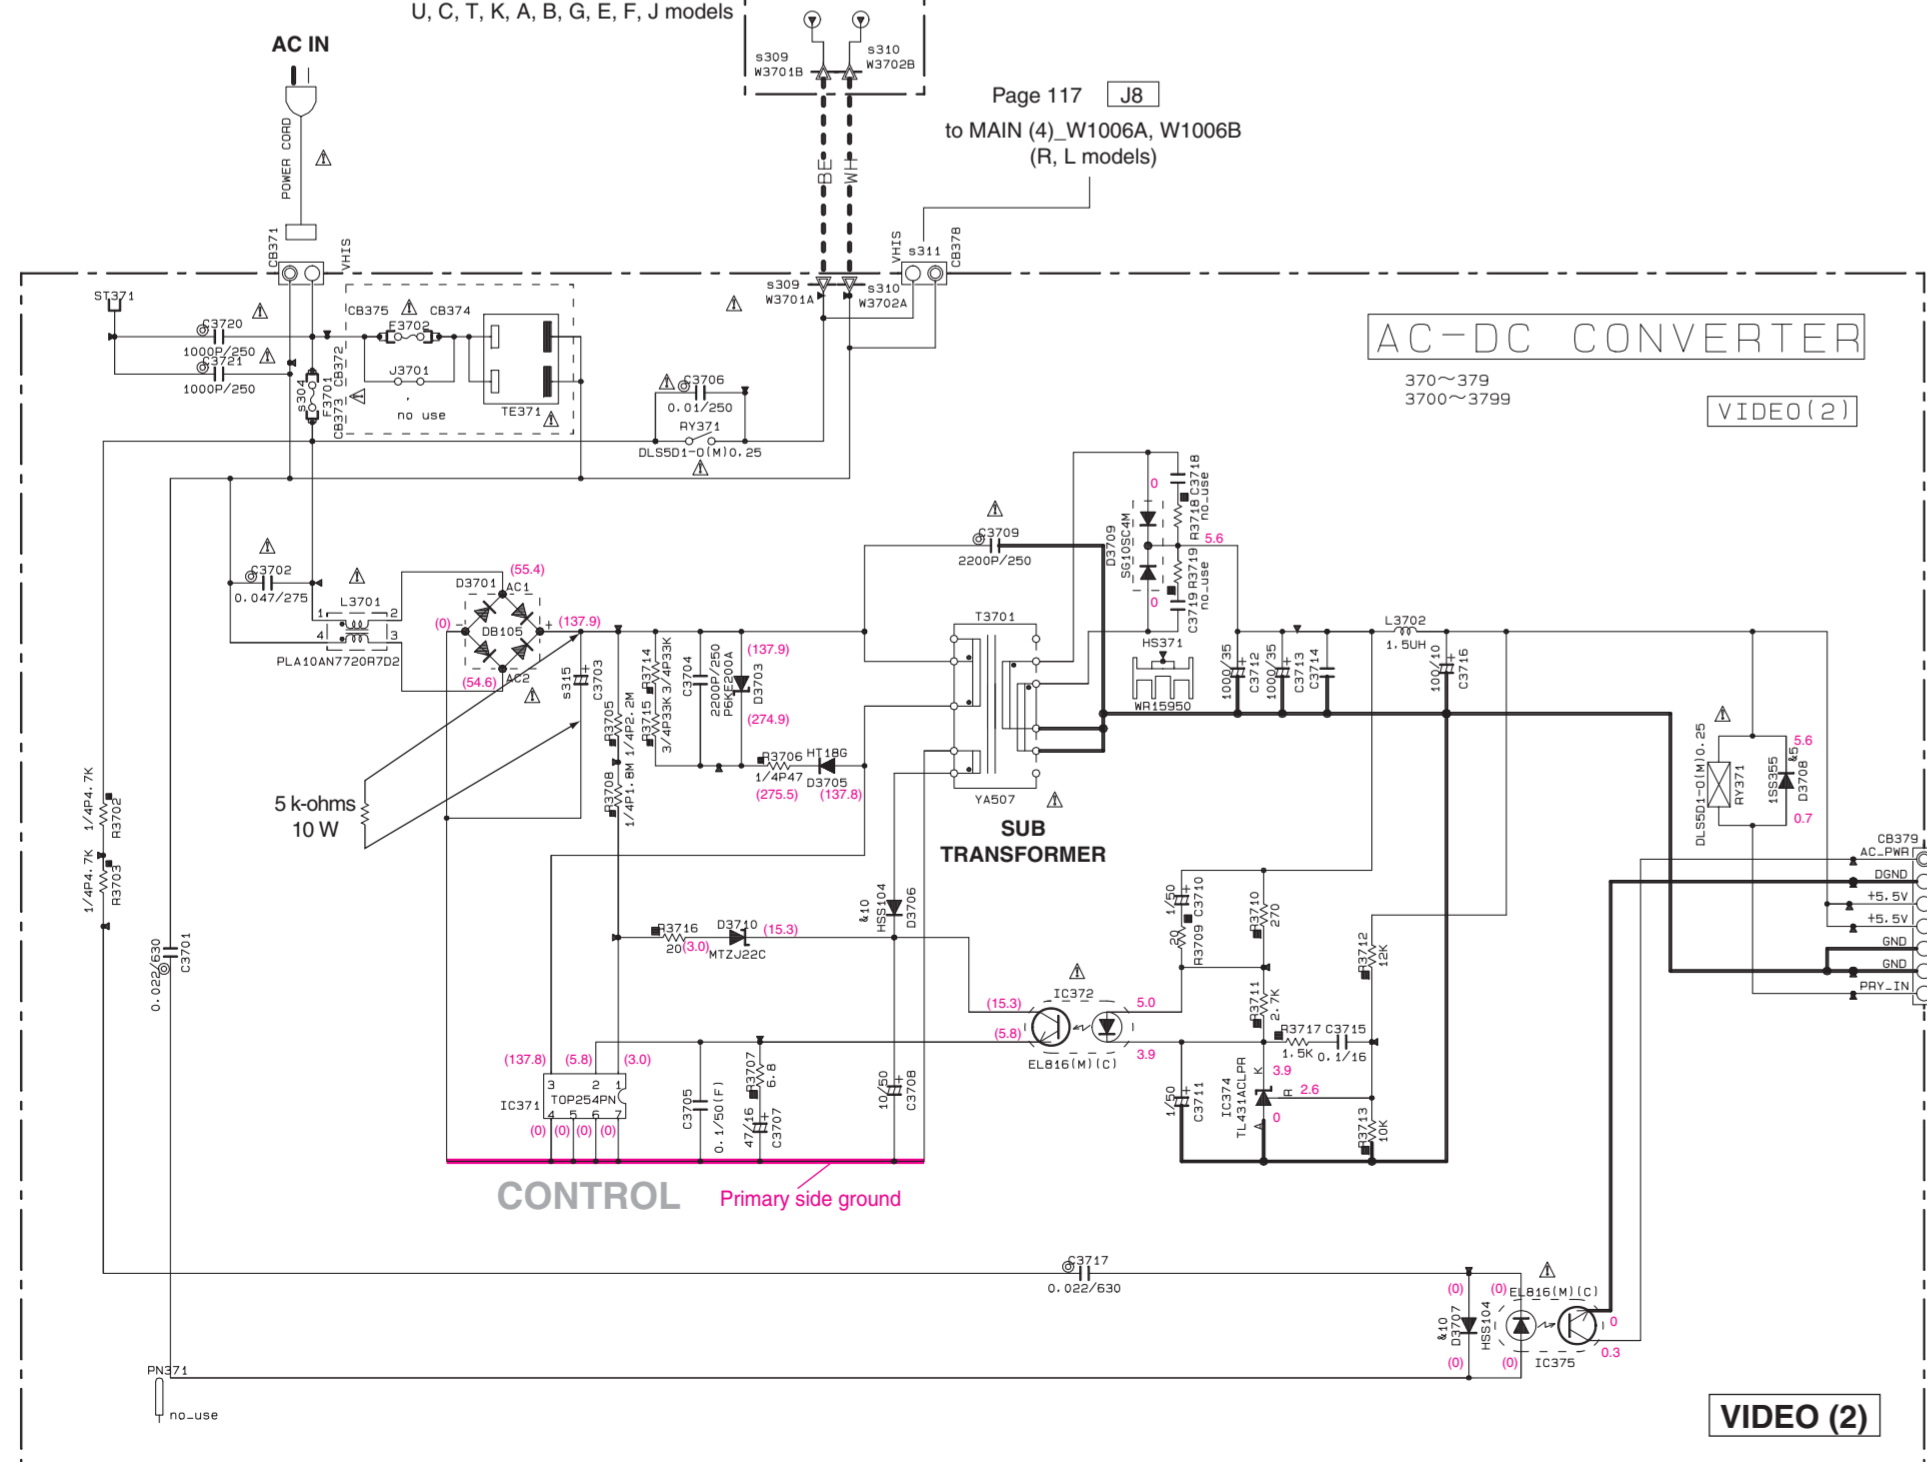 U, C, T, K, A, B, G, E, F, J models
AC IN
s309
W3701B
s310
W3702B
Page 117 J8
to MAIN (4)_W1006A, W1006B
(R, L models)
POWER CORD
BE
WH
CB371
VHIS
VHIS
s311
CB378
s309
W3701A
s310
W3702A
ST371
C3720
1000P/250
C3721
1000P/250
CB375
CB374
F3702
J3701
no use
TE371
CB372
s304
F3701
CB373
C3706
0.01/250
RY371
DLS5D1-O(M)0.25
AC-DC CONVERTER
370~379
3700~3799
VIDEO(2)
C3702
0.047/275
L3701
1
2
4
3
PLA10AN7720R7D2
D3701
(55.4)
AC1
(0)
-
DB105
+
(137.9)
(54.6)
AC2
s315
C3703
R3705
1/4P2.2M
R3708
1/4P1.8M
R3714
3/4P33K
R3715
3/4P33K
C3704
2200P/250
P6KE200A
D3703
(137.9)
(274.9)
R3706
1/4P47
(275.5)
HT18G
D3705
(137.8)
C3709
2200P/250
T3701
YA507
SUB
TRANSFORMER
D3709
SG10SC4M
0
0
C3718
R3718
no_use
5.6
R3719
C3719
no_use
HS371
WR15950
1000/35
C3712
1000/35
C3713
C3714
L3702
1.5UH
100/10
C3716
DLS5D1-O(M)0.25
RY371
5.6
&5
1SS355
D3708
0.7
CB379
AC_PWR
DGND
+5.5V
+5.5V
GND
GND
PRY_IN
5 k-ohms
10 W
1/4P4.7K
R3702
1/4P4.7K
R3703
0.022/630
C3701
R3716
20
(3.0)
D3710
MTZJ22C
(15.3)
&10
HSS104
D3706
1/50
C3710
20
R3709
R3710
270
R3711
2.7K
R3712
12K
IC372
(15.3)
(5.8)
5.0
3.9
EL816(M)(C)
R3717
1.5K
C3715
0.1/16
(137.8)
(5.8)
(3.0)
3
2
1
IC371
TOP254PN
4
5
6
7
(0)
(0)
(0)
(0)
C3705
0.1/50(F)
R3707
6.8
47/16
C3707
10/50
C3708
1/50
C3711
IC374
TL431ACLPR
K
3.9
R
2.6
A
0
R3713
10K
CONTROL
Primary side ground
C3717
0.022/630
(0)
(0)
EL816(M)(C)
&10
D3707
HSS104
0
0.3
(0)
(0)
IC375
PN371
no_use
VIDEO (2)